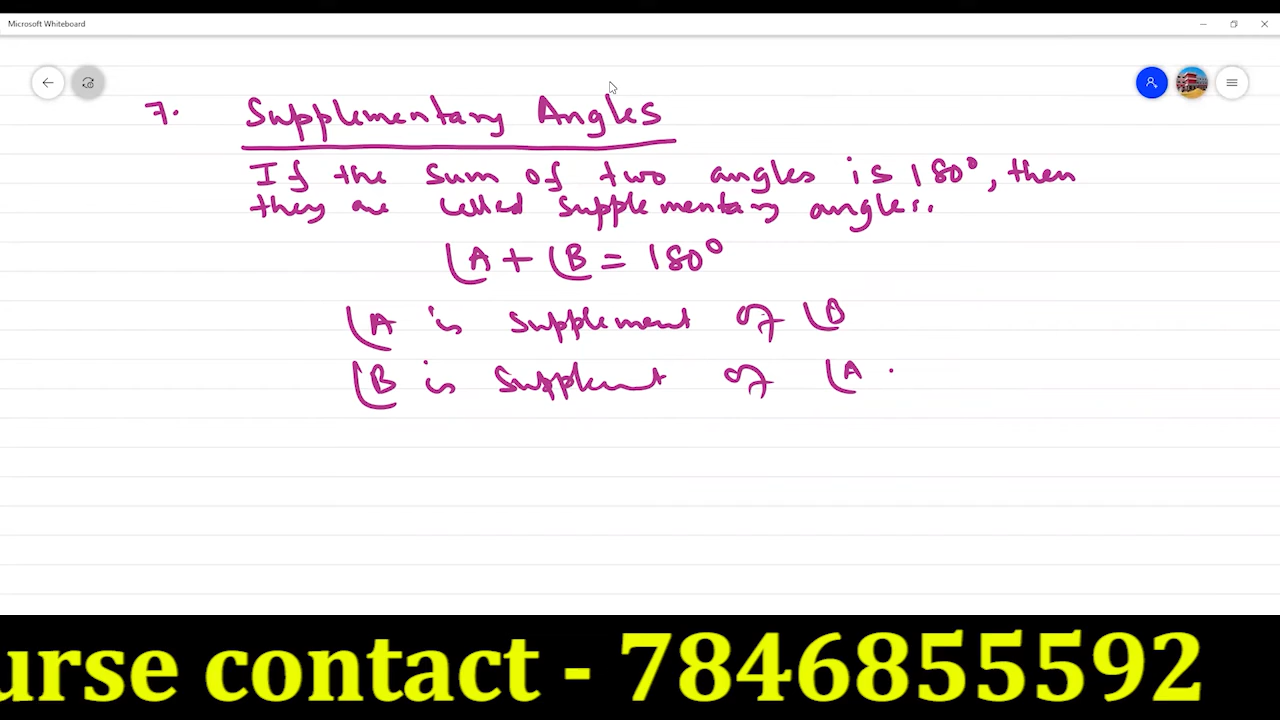 Microsoft Whiteboard
7. Supplementary Angles
If the sum of two angles is 180°, then
they are called supplementary angles.
∠A + ∠B = 180°
∠A is supplement of ∠B
∠B is supplement of ∠A .
urse contact - 7846855592